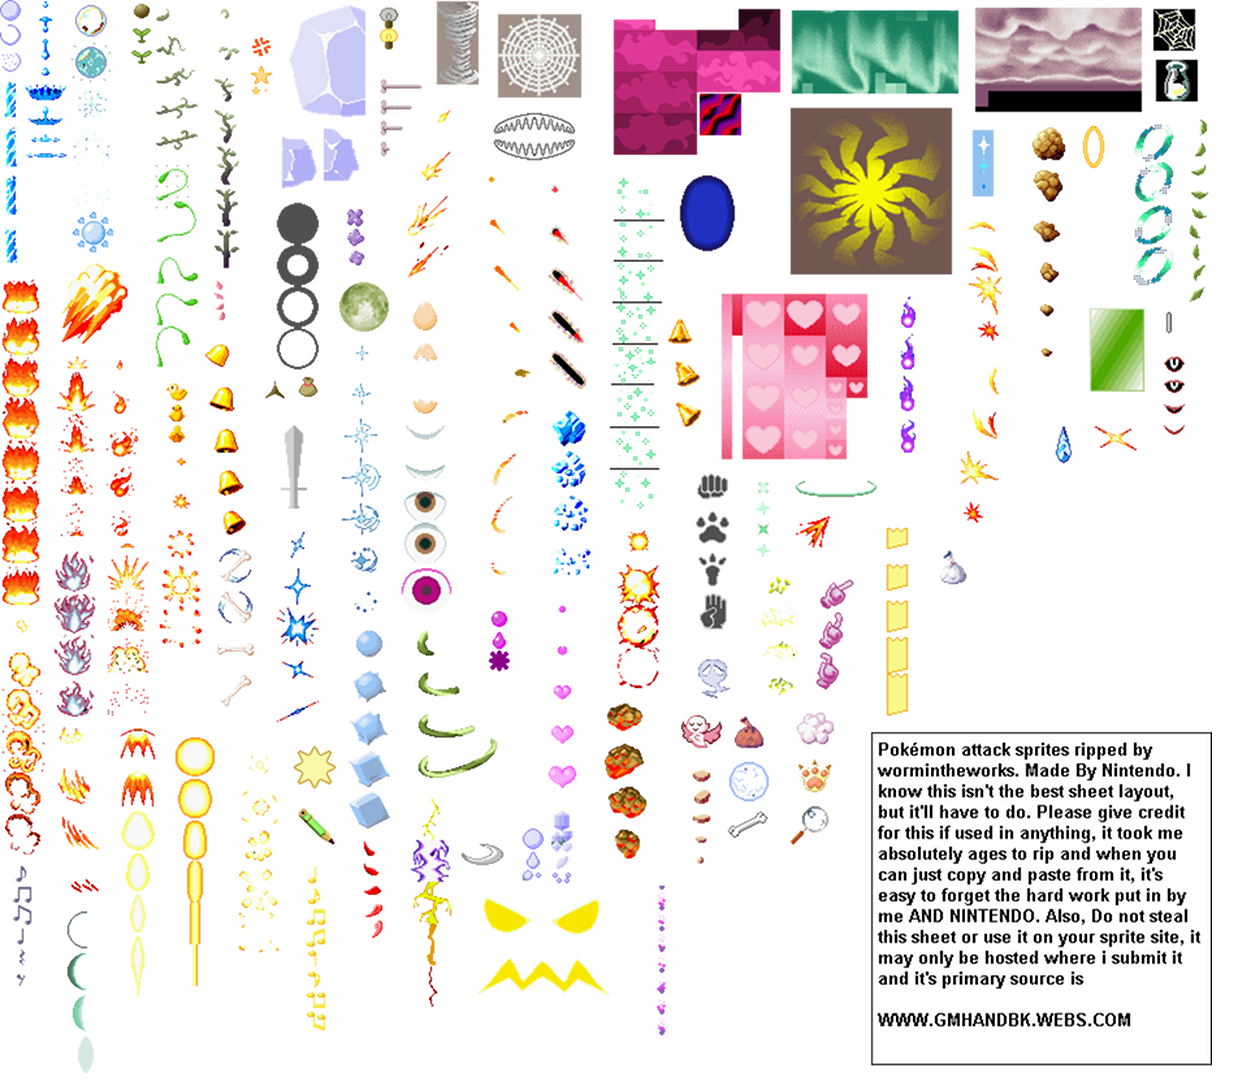 Pokémon attack sprites ripped by
wormintheworks. Made By Nintendo. I
know this isn't the best sheet layout,
but it'll have to do. Please give credit
for this if used in anything, it took me
absolutely ages to rip and when you
can just copy and paste from it, it's
easy to forget the hard work put in by
me AND NINTENDO. Also, Do not steal
this sheet or use it on your sprite site, it
may only be hosted where i submit it
and it's primary source is
WWW.GMHANDBK.WEBS.COM